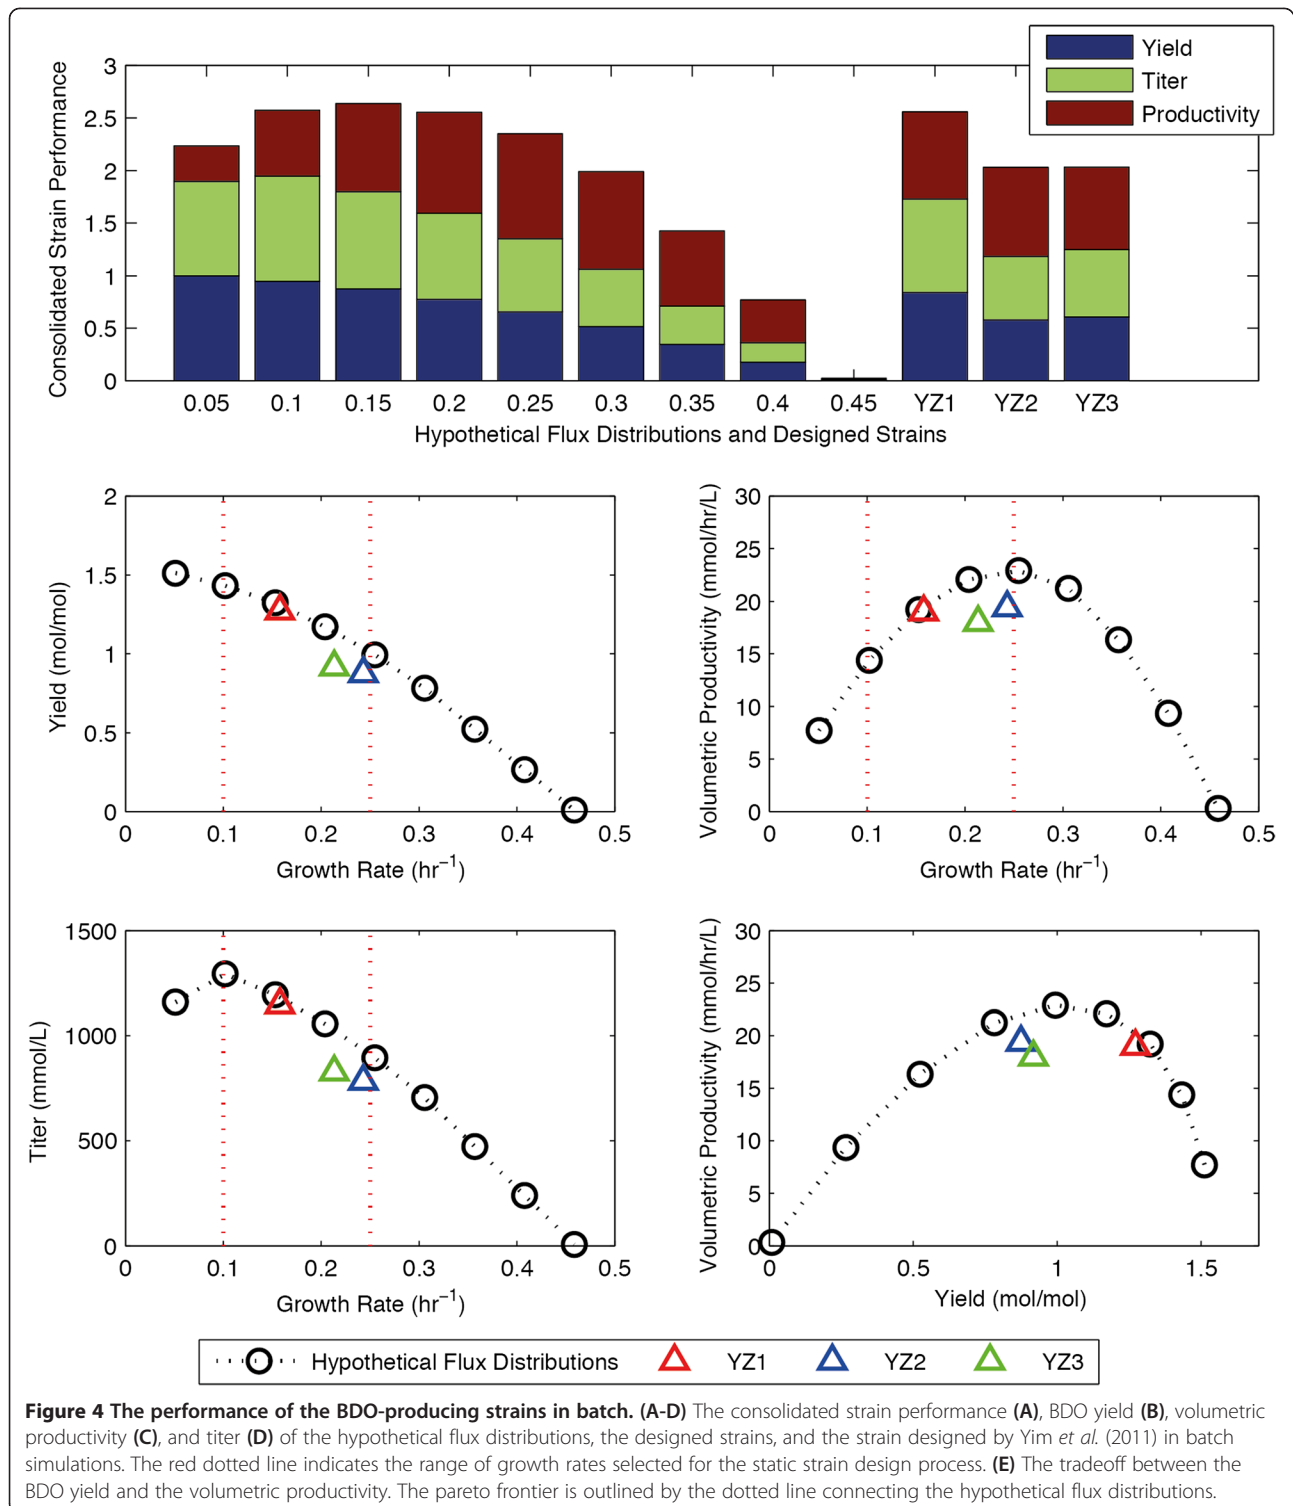 Yield
Titer
Productivity
Consolidated Strain Performance
3
2.5
2
1.5
1
0.5
0
0.05 0.1 0.15 0.2 0.25 0.3 0.35 0.4 0.45 YZ1 YZ2 YZ3
Hypothetical Flux Distributions and Designed Strains
Yield (mol/mol)
2
1.5
1
0.5
0
0 0.1 0.2 0.3 0.4 0.5
Growth Rate (hr⁻¹)
Volumetric Productivity (mmol/hr/L)
30
25
20
15
10
5
0
0 0.1 0.2 0.3 0.4 0.5
Growth Rate (hr⁻¹)
Titer (mmol/L)
1500
1000
500
0
0 0.1 0.2 0.3 0.4 0.5
Growth Rate (hr⁻¹)
Volumetric Productivity (mmol/hr/L)
30
25
20
15
10
5
0
0 0.5 1 1.5
Yield (mol/mol)
Hypothetical Flux Distributions YZ1 YZ2 YZ3
Figure 4 The performance of the BDO-producing strains in batch. (A-D) The consolidated strain performance (A), BDO yield (B), volumetric
productivity (C), and titer (D) of the hypothetical flux distributions, the designed strains, and the strain designed by Yim et al. (2011) in batch
simulations. The red dotted line indicates the range of growth rates selected for the static strain design process. (E) The tradeoff between the
BDO yield and the volumetric productivity. The pareto frontier is outlined by the dotted line connecting the hypothetical flux distributions.